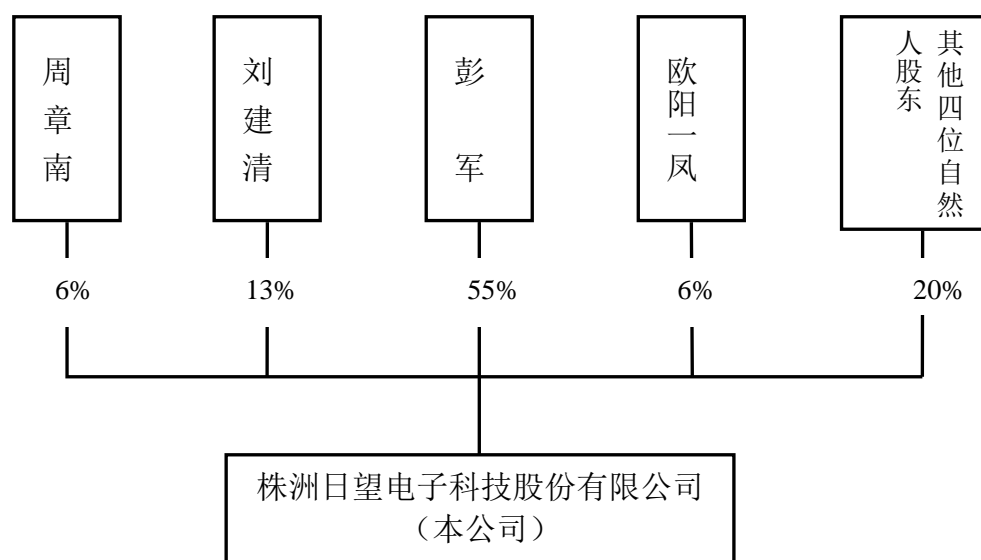 周章南
刘建清
彭军
欧阳一凤
其他四位自然
人股东
6%
13%
55%
6%
20%
株洲日望电子科技股份有限公司
（本公司）